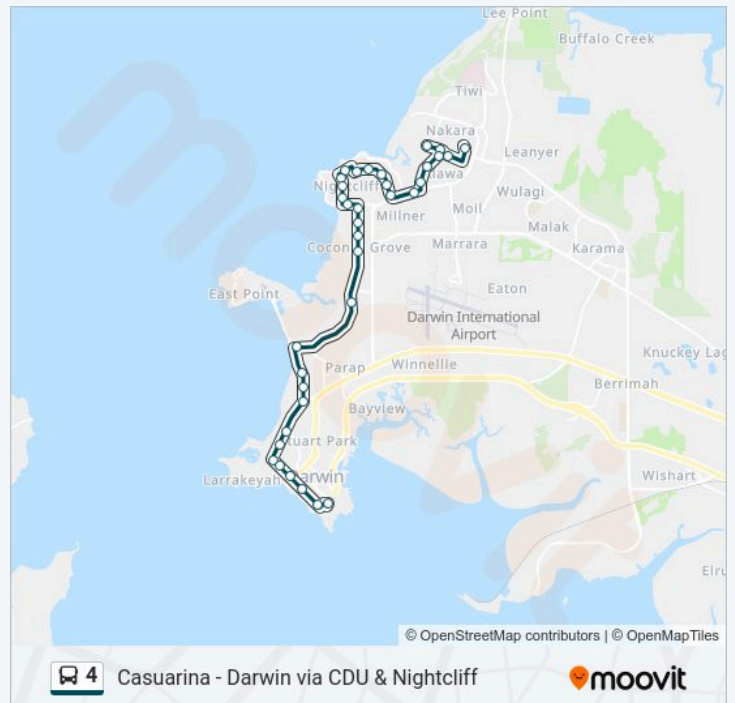 Lee Point
Buffalo Creek
Tiwi
Nakara
Leanyer
Nightcliff
Wulagi
Millner
Moil
Malak
Coconut Grove
Marrara
Karama
East Point
Eaton
Darwin International
Airport
Knuckey Lag
Parap
Winnellie
Berrimah
Bayview
Stuart Park
Larrakeyah
Darwin
Wishart
Elru
© OpenStreetMap contributors | © OpenMapTiles
4 Casuarina - Darwin via CDU & Nightcliff
moovit